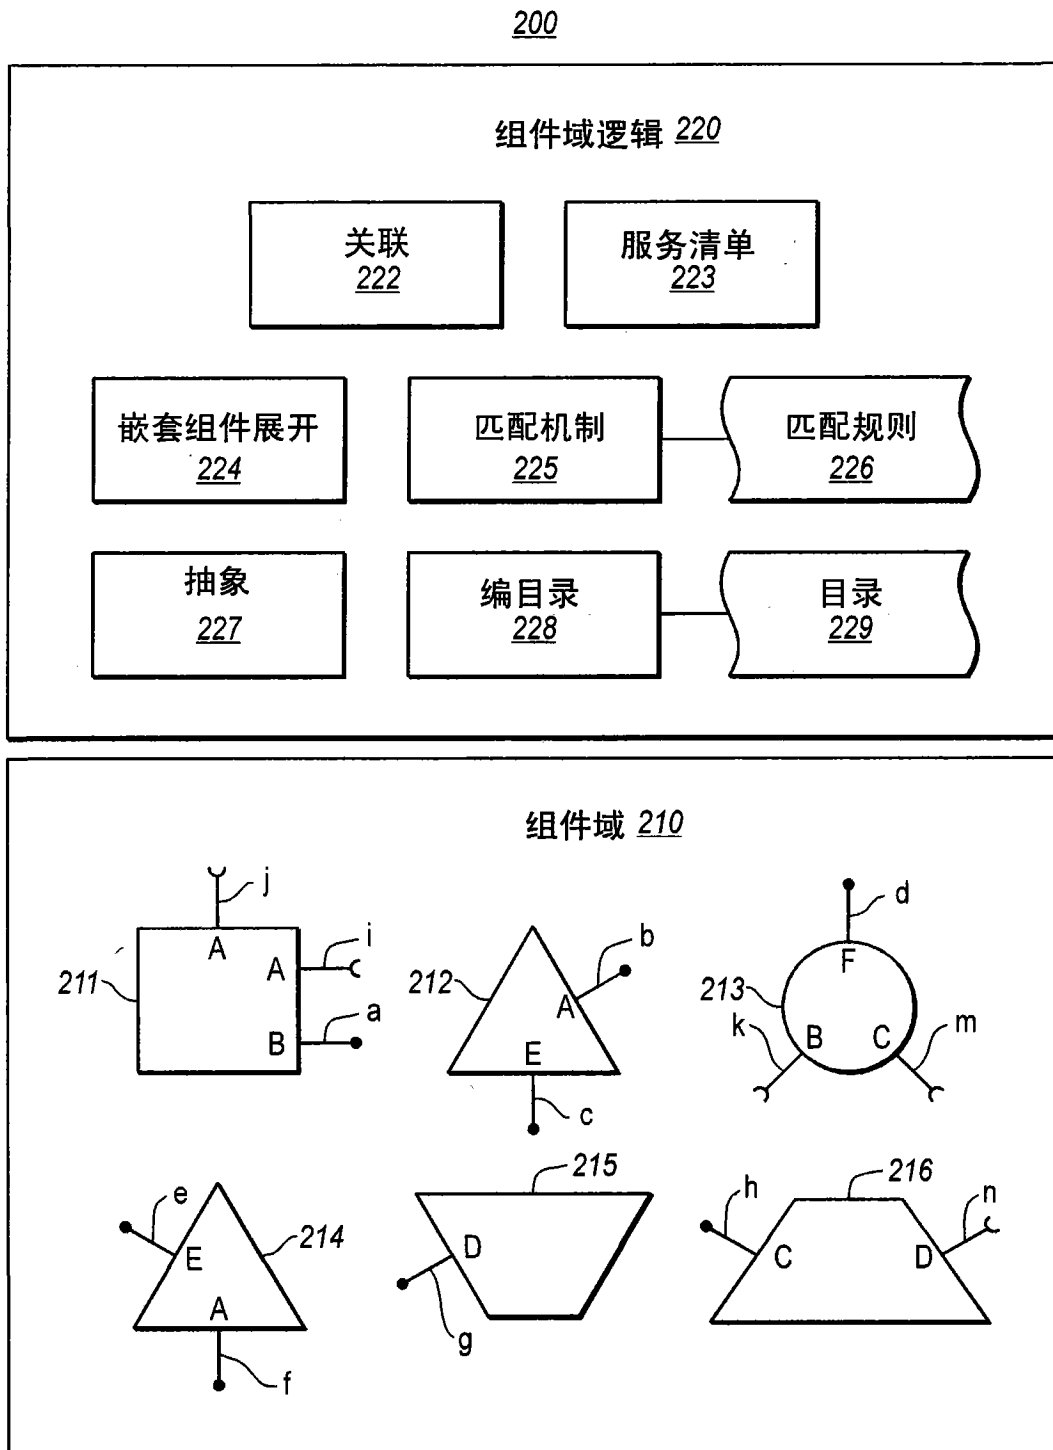 200
组件域逻辑 220
关联
222
服务清单
223
嵌套组件展开
224
匹配机制
225
匹配规则
226
抽象
227
编目录
228
目录
229
组件域 210
j
A
i
A
211
a
B
b
212
A
E
c
d
F
213
k
B
C
m
e
E
214
A
f
215
D
g
216
h
C
D
n